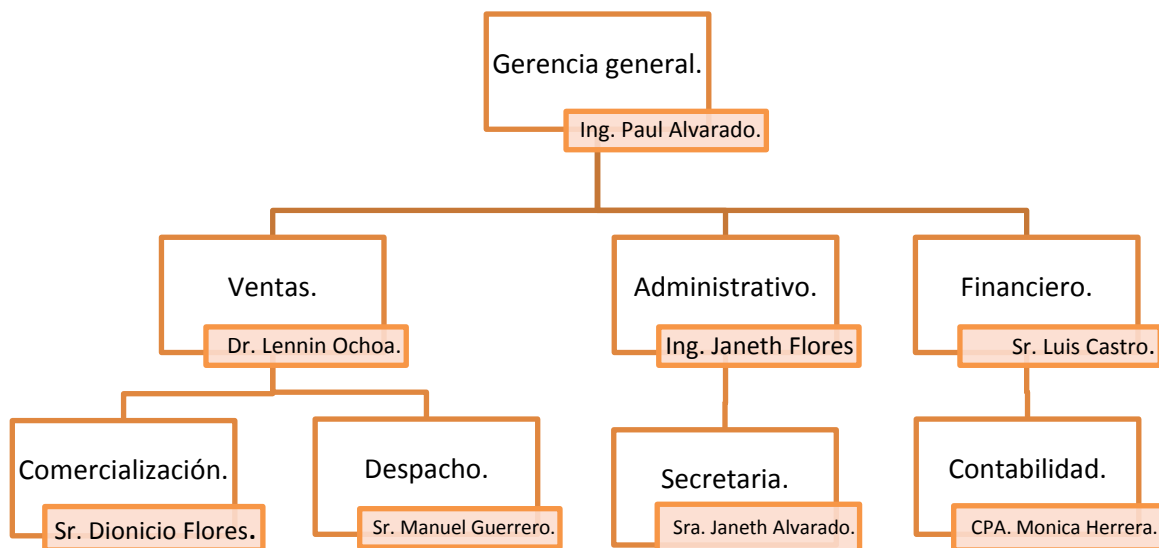 Gerencia general.
Ing. Paul Alvarado.
Ventas.
Dr. Lennin Ochoa.
Administrativo.
Ing. Janeth Flores
Financiero.
Sr. Luis Castro.
Comercialización.
Sr. Dionicio Flores.
Despacho.
Sr. Manuel Guerrero.
Secretaria.
Sra. Janeth Alvarado.
Contabilidad.
CPA. Monica Herrera.